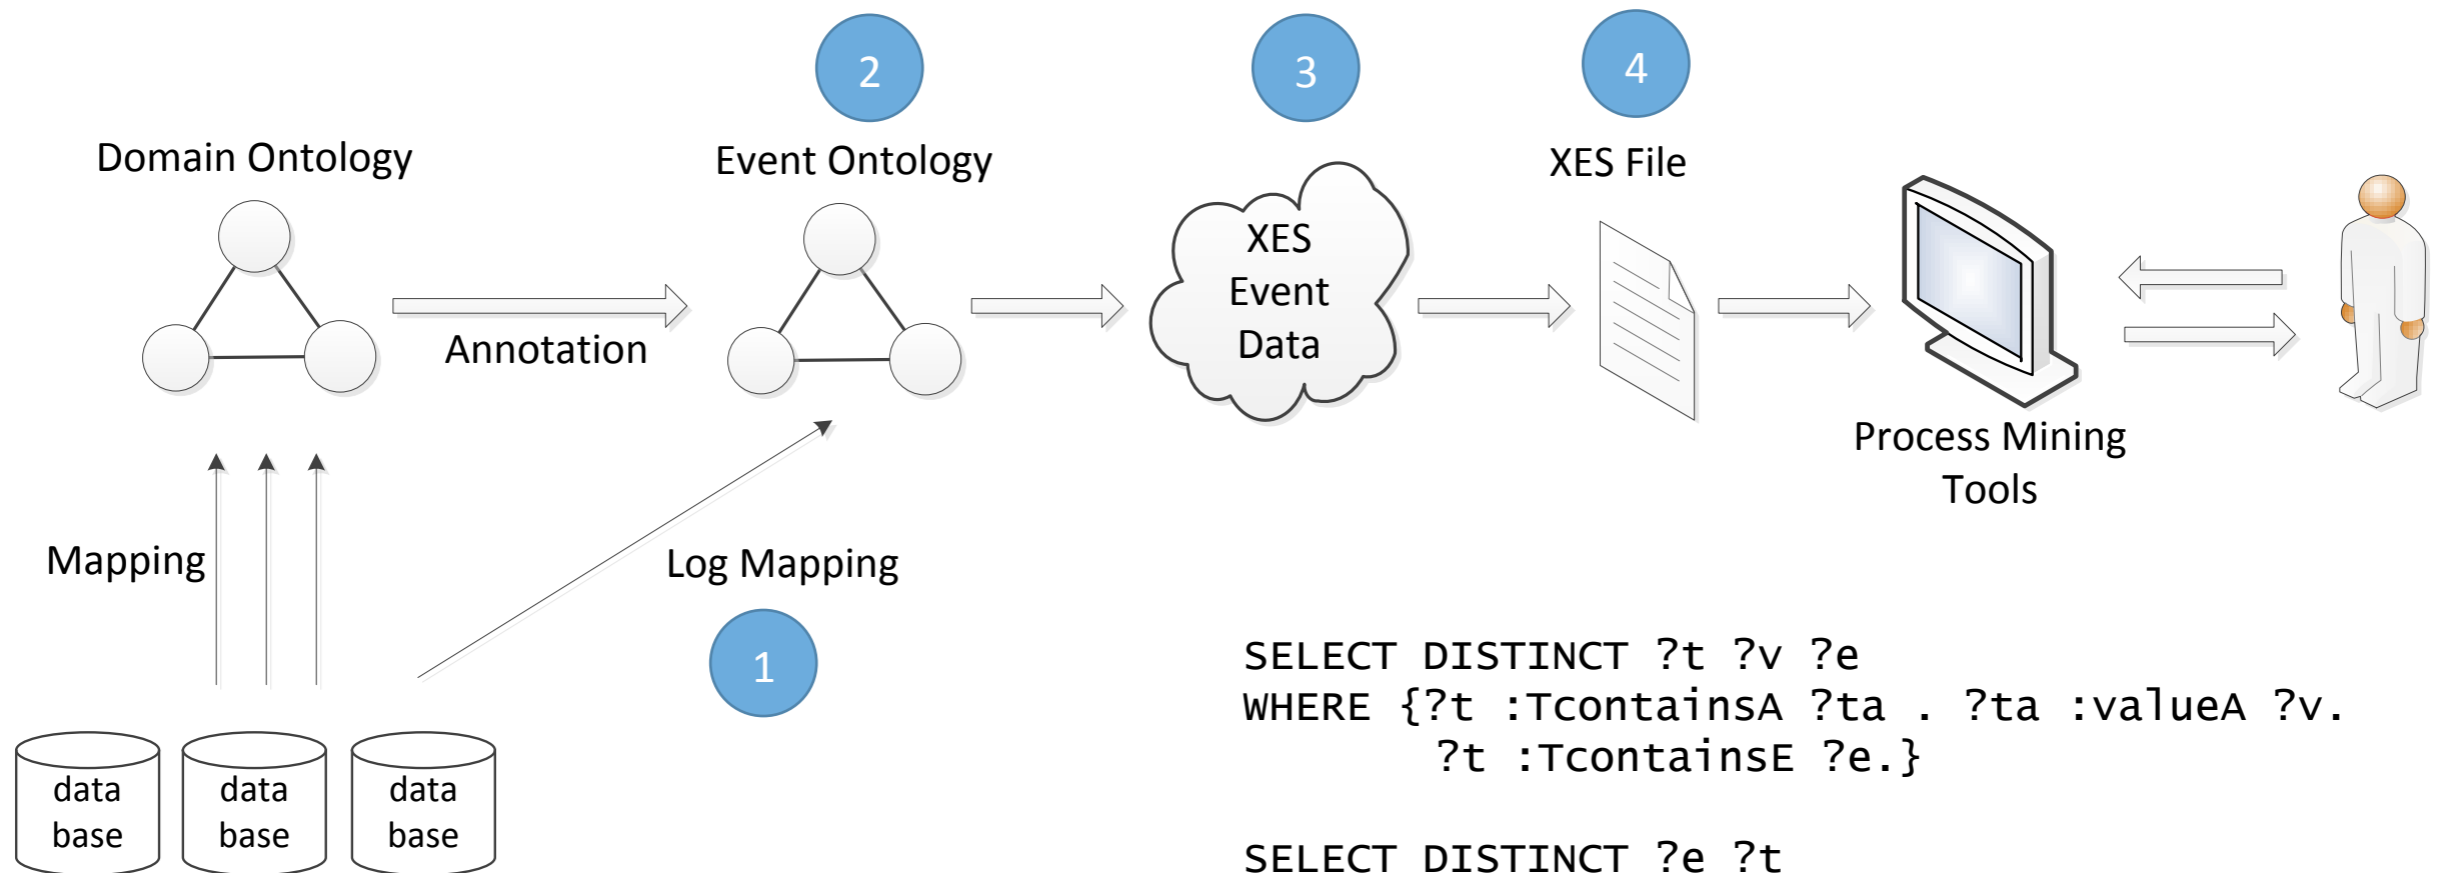 2
3
4
Domain Ontology
Event Ontology
XES File
XES
Event
Data
Annotation
Process Mining
Tools
Mapping
Log Mapping
1
data
base
data
base
data
base
SELECT DISTINCT ?t ?v ?e
WHERE {?t :TcontainsA ?ta . ?ta :valueA ?v.
?t :TcontainsE ?e.}
SELECT DISTINCT ?e ?t